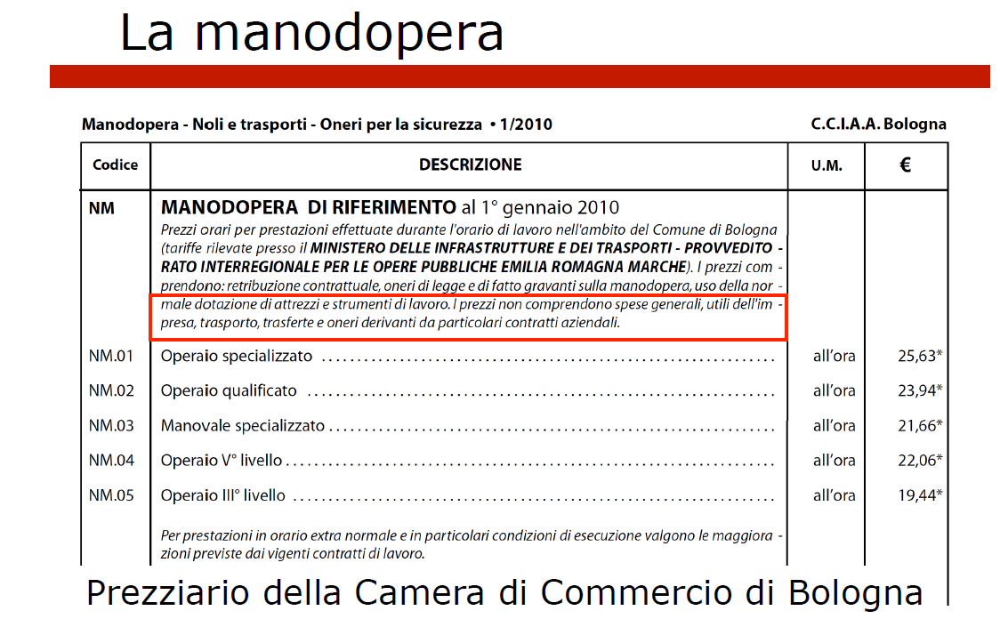 La manodopera
Manodopera - Noli e trasporti - Oneri per la sicurezza • 1/2010
C.C.I.A.A. Bologna
Codice DESCRIZIONE U.M. €
NM MANODOPERA DI RIFERIMENTO al 1° gennaio 2010
Prezzi orari per prestazioni effettuate durante l'orario di lavoro nell'ambito del Comune di Bologna
(tariffe rilevate presso il MINISTERO DELLE INFRASTRUTTURE E DEI TRASPORTI - PROVVEDITO-
RATO INTERREGIONALE PER LE OPERE PUBBLICHE EMILIA ROMAGNA MARCHE). I prezzi com-
prendono: retribuzione contrattuale, oneri di legge e di fatto gravanti sulla manodopera, uso della nor-
male dotazione di attrezzi e strumenti di lavoro. I prezzi non comprendono spese generali, utili dell'im-
presa, trasporto, trasferte e oneri derivanti da particolari contratti aziendali.
NM.01 Operaio specializzato all'ora 25,63*
NM.02 Operaio qualificato all'ora 23,94*
NM.03 Manovale specializzato all'ora 21,66*
NM.04 Operaio V° livello all'ora 22,06*
NM.05 Operaio III° livello all'ora 19,44*
Per prestazioni in orario extra normale e in particolari condizioni di esecuzione valgono le maggiora-
zioni previste dai vigenti contratti di lavoro.
Prezziario della Camera di Commercio di Bologna